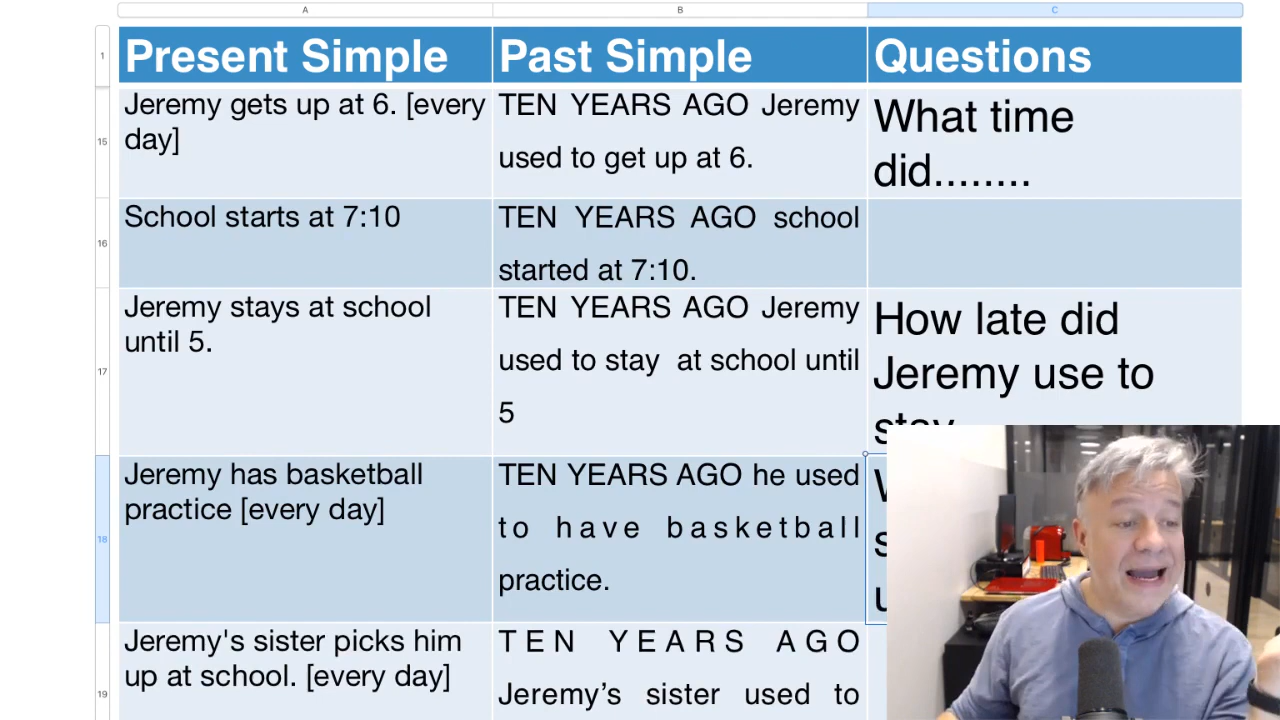 A
B
C
1
Present Simple
Past Simple
Questions
15
Jeremy gets up at 6. [every
day]
TEN YEARS AGO Jeremy
used to get up at 6.
What time
did........
16
School starts at 7:10
TEN YEARS AGO school
started at 7:10.
17
Jeremy stays at school
until 5.
TEN YEARS AGO Jeremy
used to stay at school until
5
How late did
Jeremy use to
stay
18
Jeremy has basketball
practice [every day]
TEN YEARS AGO he used
to have basketball
practice.
19
Jeremy's sister picks him
up at school. [every day]
TEN YEARS AGO
Jeremy’s sister used to